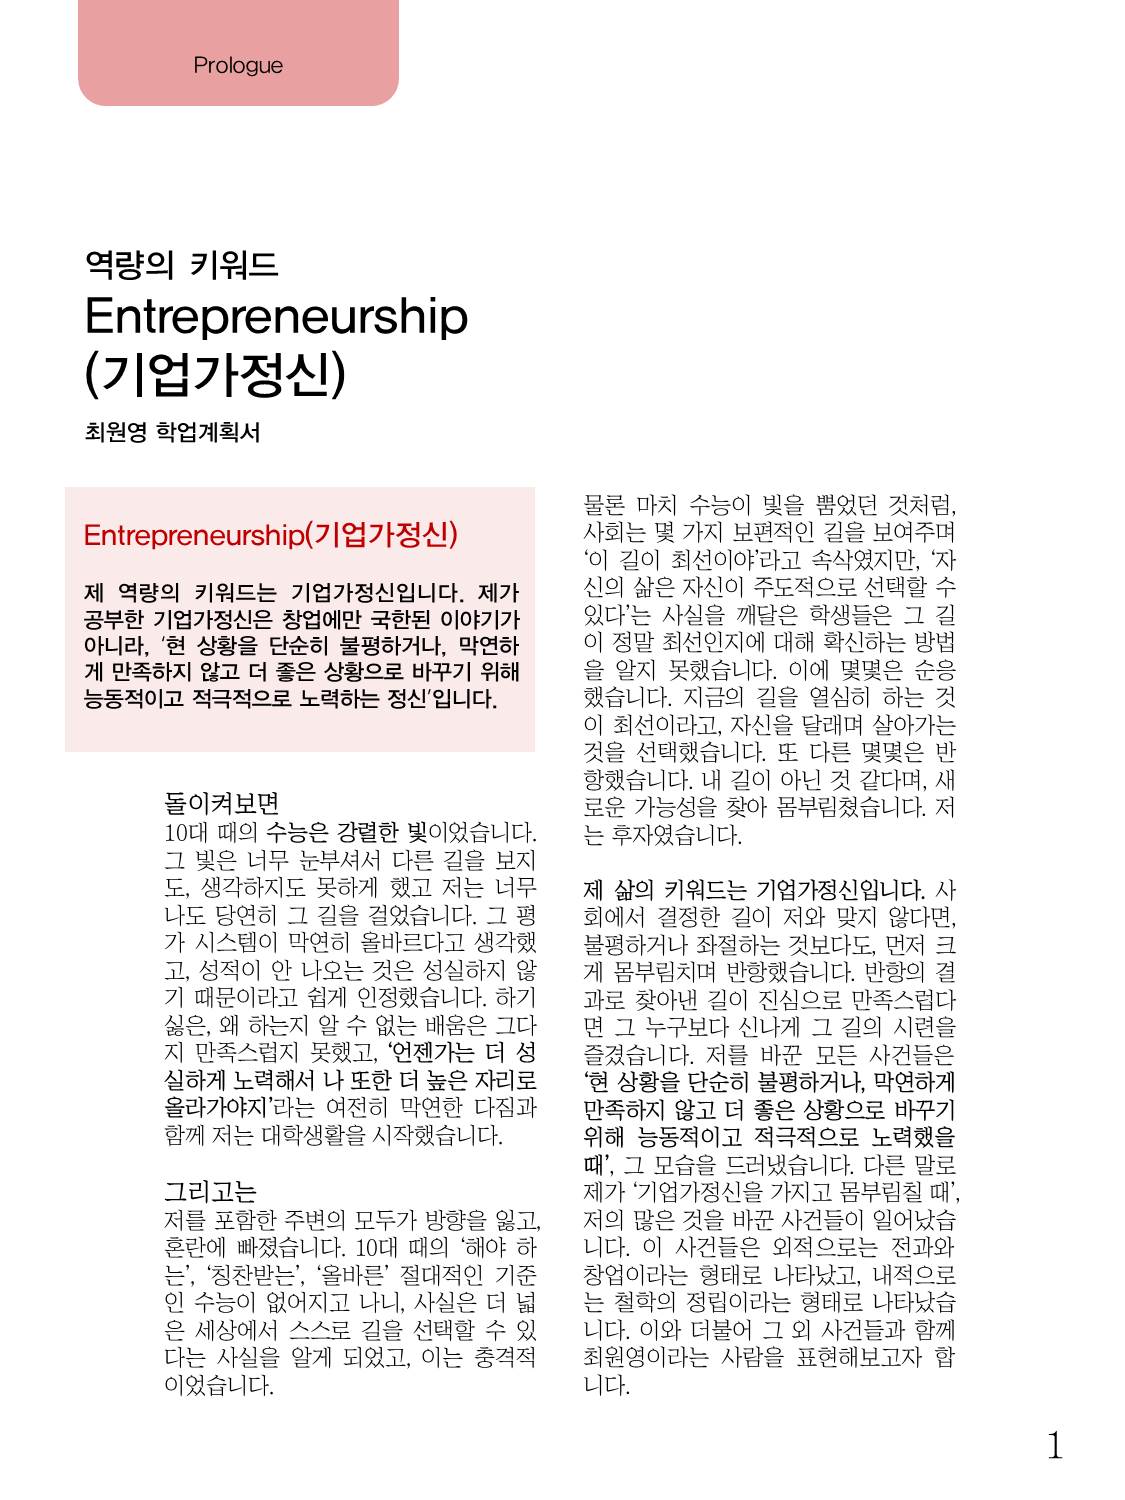 Prologue
역량의 키워드
Entrepreneurship
(기업가정신)
최원영 학업계획서
Entrepreneurship(기업가정신)
제 역량의 키워드는 기업가정신입니다. 제가
공부한 기업가정신은 창업에만 국한된 이야기가
아니라, '현 상황을 단순히 불평하거나, 막연하
게 만족하지 않고 더 좋은 상황으로 바꾸기 위해
능동적이고 적극적으로 노력하는 정신'입니다.
돌이켜보면
10대 때의 수능은 강렬한 빛이었습니다.
그 빛은 너무 눈부셔서 다른 길을 보지
도, 생각하지도 못하게 했고 저는 너무
나도 당연히 그 길을 걸었습니다. 그 평
가 시스템이 막연히 올바르다고 생각했
고, 성적이 안 나오는 것은 성실하지 않
기 때문이라고 쉽게 인정했습니다. 하기
싫은, 왜 하는지 알 수 없는 배움은 그다
지 만족스럽지 못했고, ‘언젠가는 더 성
실하게 노력해서 나 또한 더 높은 자리로
올라가야지’라는 여전히 막연한 다짐과
함께 저는 대학생활을 시작했습니다.
그리고는
저를 포함한 주변의 모두가 방향을 잃고,
혼란에 빠졌습니다. 10대 때의 ‘해야 하
는’, ‘칭찬받는’, ‘올바른’ 절대적인 기준
인 수능이 없어지고 나니, 사실은 더 넓
은 세상에서 스스로 길을 선택할 수 있
다는 사실을 알게 되었고, 이는 충격적
이었습니다.
물론 마치 수능이 빛을 뿜었던 것처럼,
사회는 몇 가지 보편적인 길을 보여주며
‘이 길이 최선이야’라고 속삭였지만, ‘자
신의 삶은 자신이 주도적으로 선택할 수
있다’는 사실을 깨달은 학생들은 그 길
이 정말 최선인지에 대해 확신하는 방법
을 알지 못했습니다. 이에 몇몇은 순응
했습니다. 지금의 길을 열심히 하는 것
이 최선이라고, 자신을 달래며 살아가는
것을 선택했습니다. 또 다른 몇몇은 반
항했습니다. 내 길이 아닌 것 같다며, 새
로운 가능성을 찾아 몸부림쳤습니다. 저
는 후자였습니다.
제 삶의 키워드는 기업가정신입니다. 사
회에서 결정한 길이 저와 맞지 않다면,
불평하거나 좌절하는 것보다도, 먼저 크
게 몸부림치며 반항했습니다. 반항의 결
과로 찾아낸 길이 진심으로 만족스럽다
면 그 누구보다 신나게 그 길의 시련을
즐겼습니다. 저를 바꾼 모든 사건들은
‘현 상황을 단순히 불평하거나, 막연하게
만족하지 않고 더 좋은 상황으로 바꾸기
위해 능동적이고 적극적으로 노력했을
때’, 그 모습을 드러냈습니다. 다른 말로
제가 ‘기업가정신을 가지고 몸부림칠 때’,
저의 많은 것을 바꾼 사건들이 일어났습
니다. 이 사건들은 외적으로는 전과와
창업이라는 형태로 나타났고, 내적으로
는 철학의 정립이라는 형태로 나타났습
니다. 이와 더불어 그 외 사건들과 함께
최원영이라는 사람을 표현해보고자 합
니다.
1